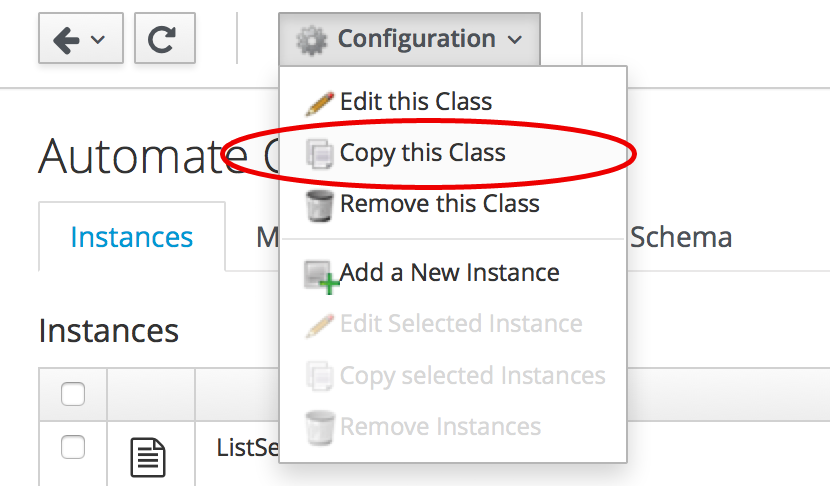 Configuration
Edit this Class
Automate
Copy this Class
Remove this Class
Instances
Schema
Add a New Instance
Edit Selected Instance
Instances
Copy selected Instances
Remove Instances